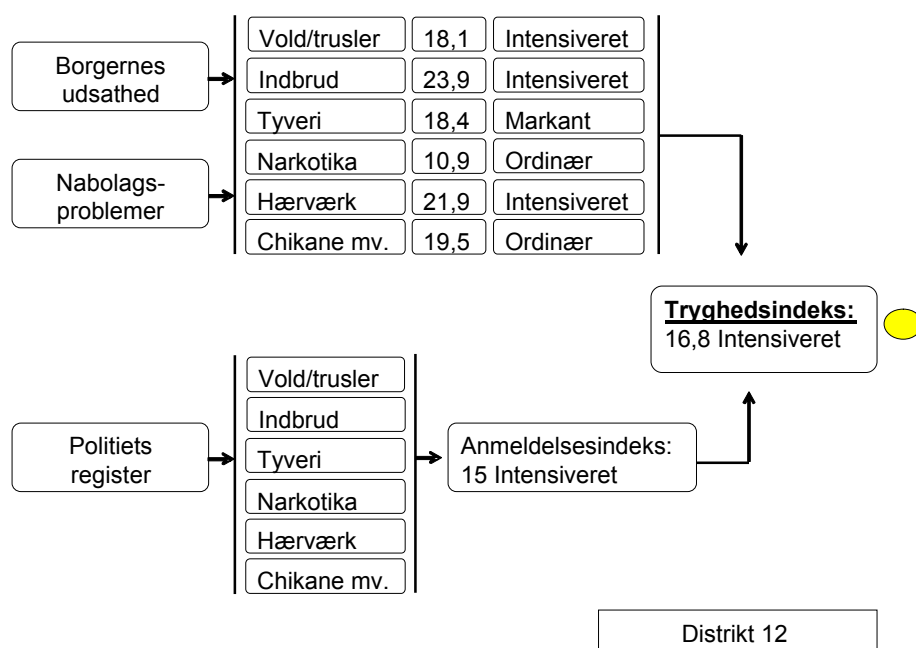 Borgernes
udsathed
Nabolags-
problemer
Vold/trusler 18,1 Intensiveret
Indbrud 23,9 Intensiveret
Tyveri 18,4 Markant
Narkotika 10,9 Ordinær
Hærværk 21,9 Intensiveret
Chikane mv. 19,5 Ordinær
Tryghedsindeks:
16,8 Intensiveret
Politiets
register
Vold/trusler
Indbrud
Tyveri
Narkotika
Hærværk
Chikane mv.
Anmeldelsesindeks:
15 Intensiveret
Distrikt 12